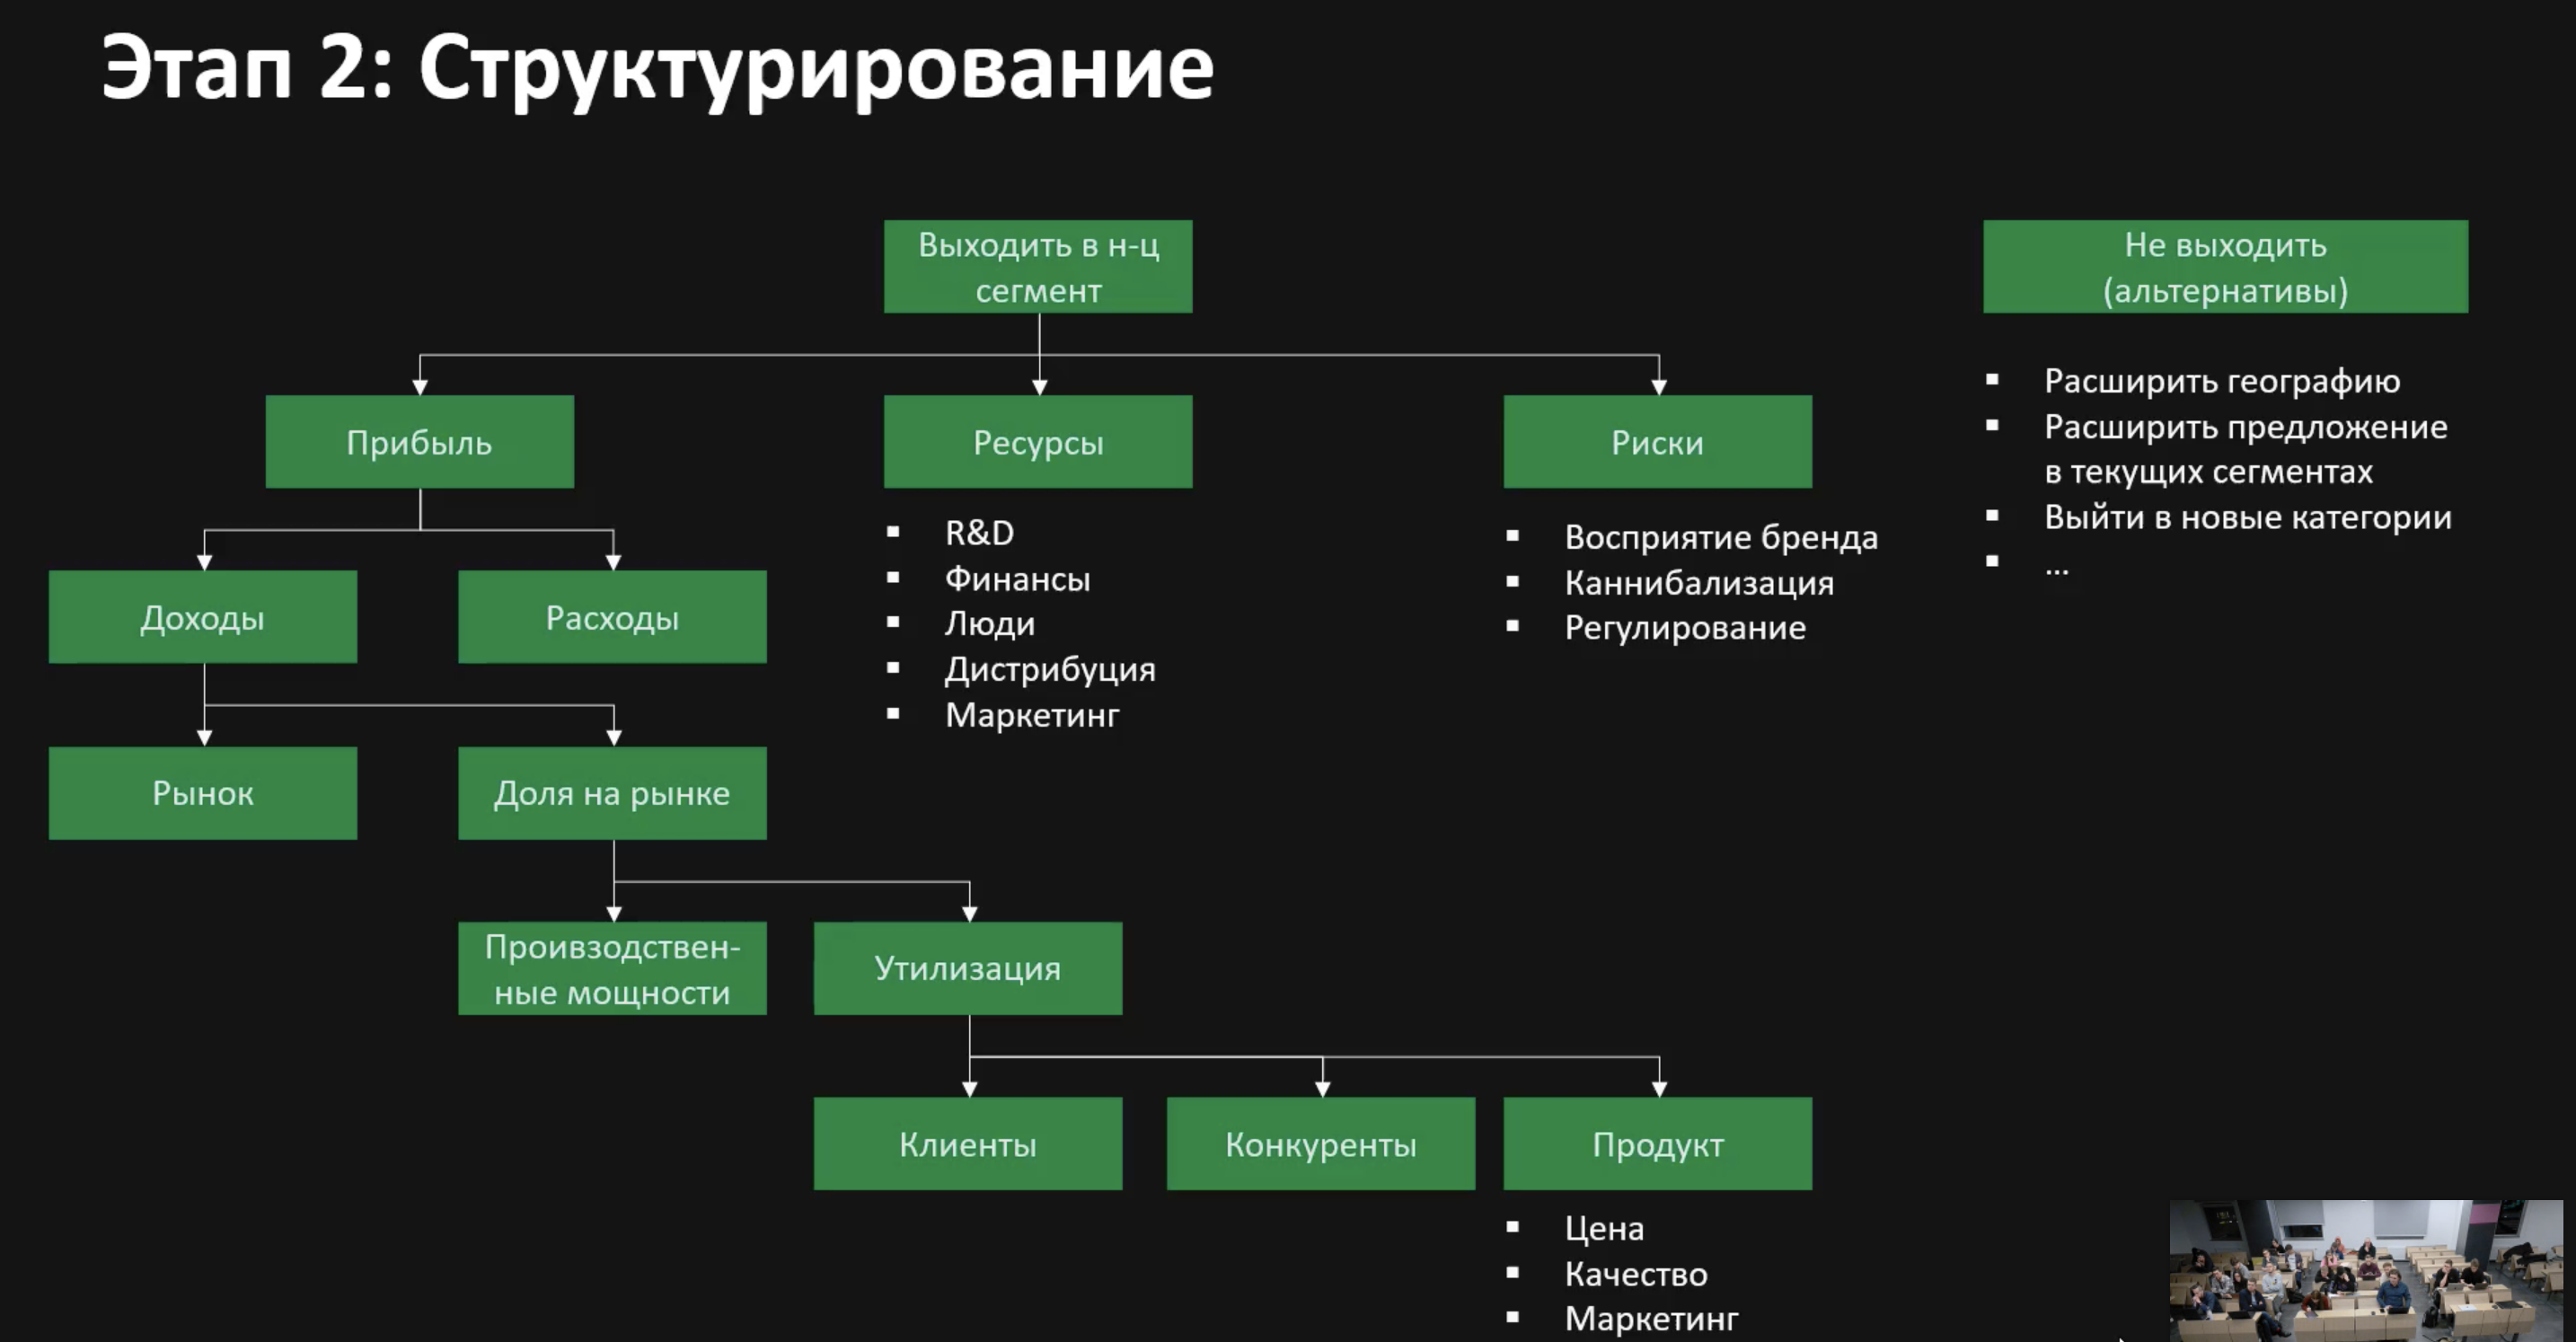 Этап 2: Структурирование
Выходить в н-ц
сегмент
Не выходить
(альтернативы)
Расширить географию
Расширить предложение
в текущих сегментах
Выйти в новые категории
...
Прибыль
Ресурсы
Риски
R&D
Финансы
Люди
Дистрибуция
Маркетинг
Восприятие бренда
Каннибализация
Регулирование
Доходы
Расходы
Рынок
Доля на рынке
Проивзодствен-
ные мощности
Утилизация
Клиенты
Конкуренты
Продукт
Цена
Качество
Маркетинг